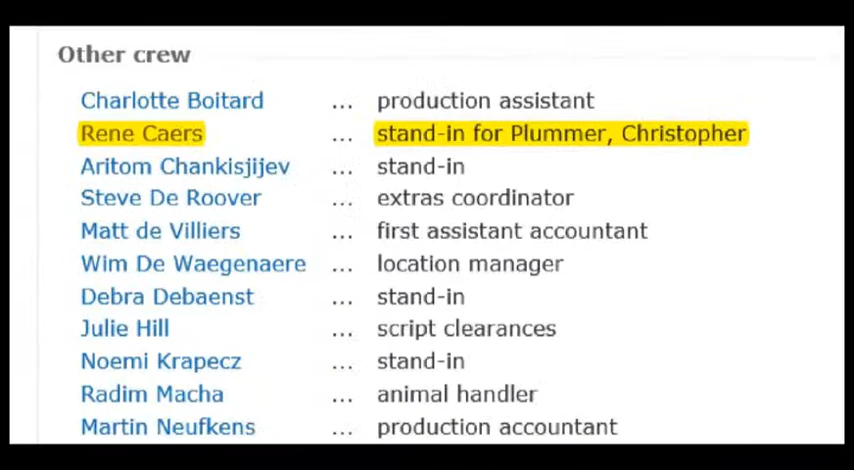 Other crew
Charlotte Boitard ... production assistant
Rene Caers ... stand-in for Plummer, Christopher
Aritom Chankisjijev ... stand-in
Steve De Roover ... extras coordinator
Matt de Villiers ... first assistant accountant
Wim De Waegenaere ... location manager
Debra Debaenst ... stand-in
Julie Hill ... script clearances
Noemi Krapecz ... stand-in
Radim Macha ... animal handler
Martin Neufkens ... production accountant